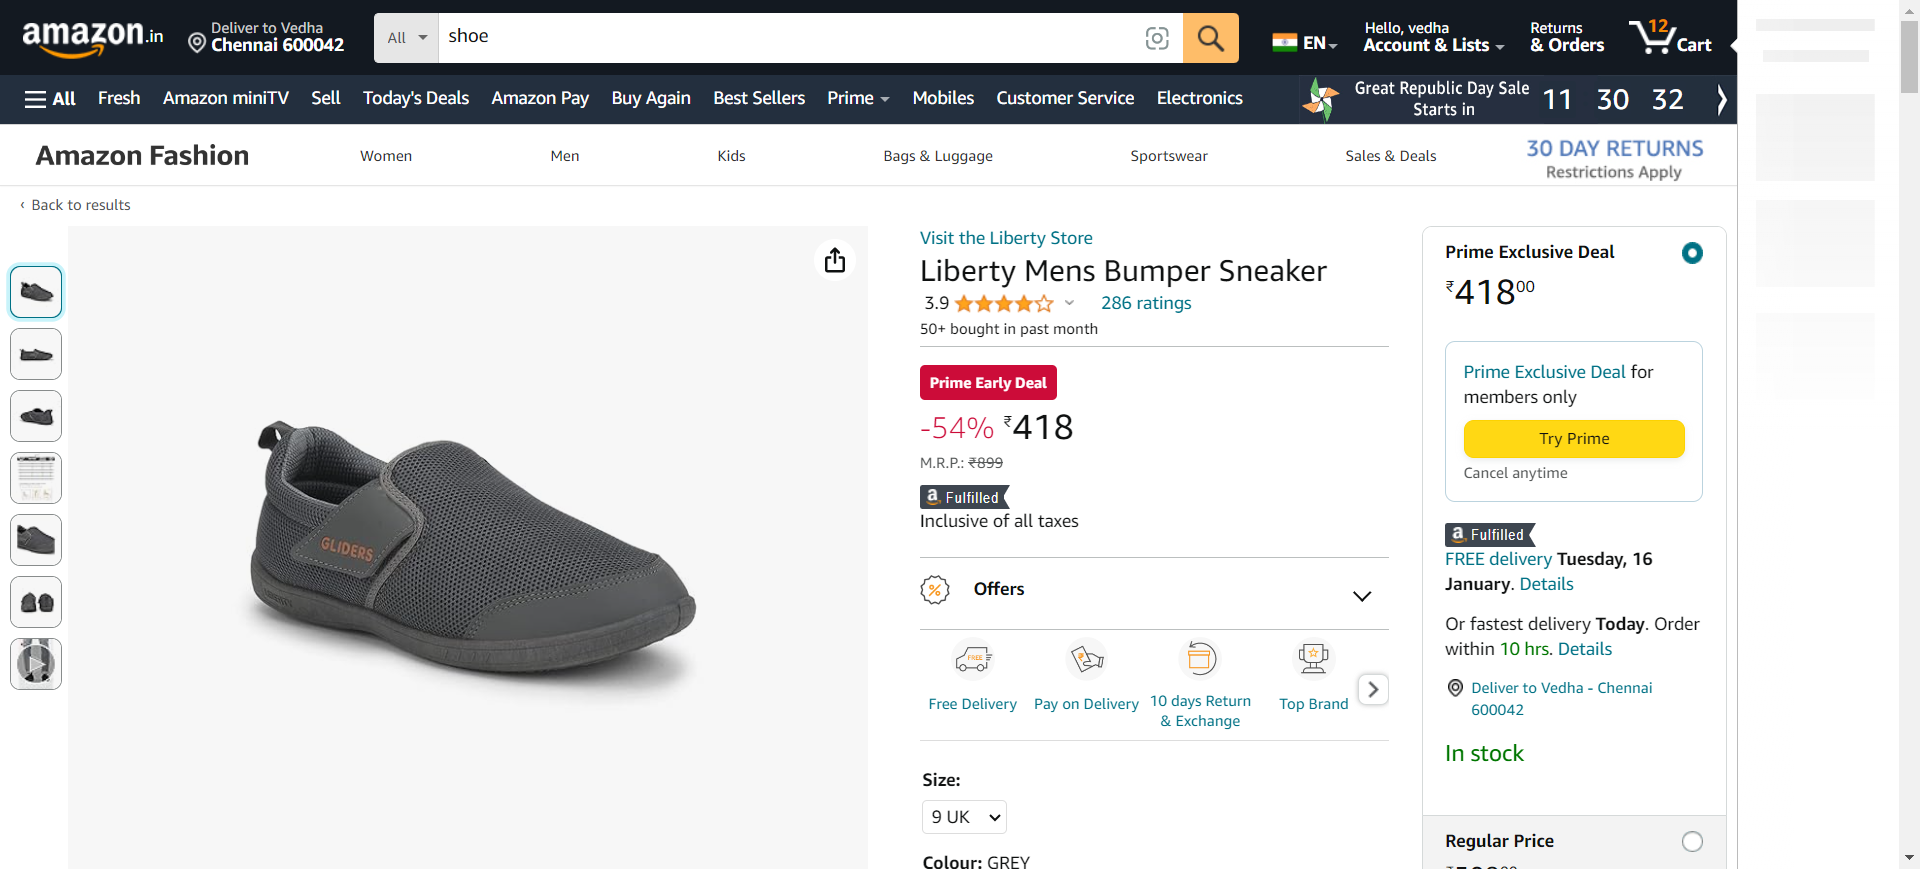 amazon.in
Deliver to Vedha
Chennai 600042
All
shoe
EN
Hello, vedha
Account & Lists
Returns
& Orders
12
Cart
All
Fresh
Amazon miniTV
Sell
Today's Deals
Amazon Pay
Buy Again
Best Sellers
Prime
Mobiles
Customer Service
Electronics
Great Republic Day Sale
Starts in
11 30 32
Amazon Fashion
Women
Men
Kids
Bags & Luggage
Sportswear
Sales & Deals
30 DAY RETURNS
Restrictions Apply
‹ Back to results
GLIDERS
Visit the Liberty Store
Liberty Mens Bumper Sneaker
3.9
286 ratings
50+ bought in past month
Prime Early Deal
-54% ₹418
M.R.P.: ₹899
a Fulfilled
Inclusive of all taxes
% Offers
FREE
Free Delivery
Pay on Delivery
10 days Return
& Exchange
Top Brand
Size:
9 UK
Colour: GREY
Prime Exclusive Deal
₹41800
Prime Exclusive Deal for
members only
Try Prime
Cancel anytime
a Fulfilled
FREE delivery Tuesday, 16
January. Details
Or fastest delivery Today. Order
within 10 hrs. Details
Deliver to Vedha - Chennai
600042
In stock
Regular Price